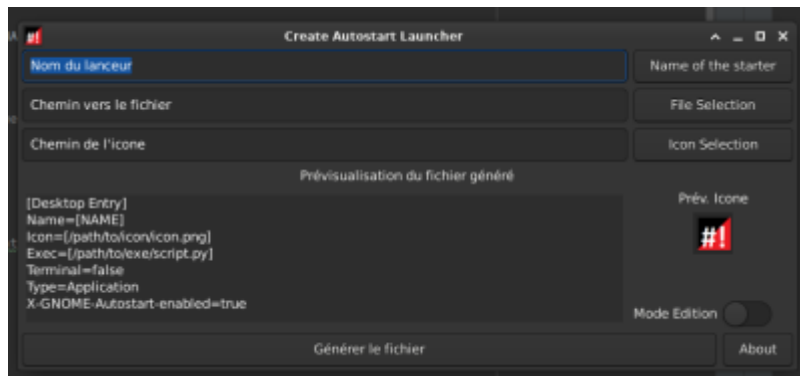 Create Autostart Launcher
Nom du lanceur
Name of the starter
Chemin vers le fichier
File Selection
Chemin de l'icone
Icon Selection
Prévisualisation du fichier généré
[Desktop Entry]
Name=[NAME]
Icon=[/path/to/icon/icon.png]
Exec=[/path/to/exe/script.py]
Terminal=false
Type=Application
X-GNOME-Autostart-enabled=true
Prév. Icone
#!
Mode Edition
Générer le fichier
About